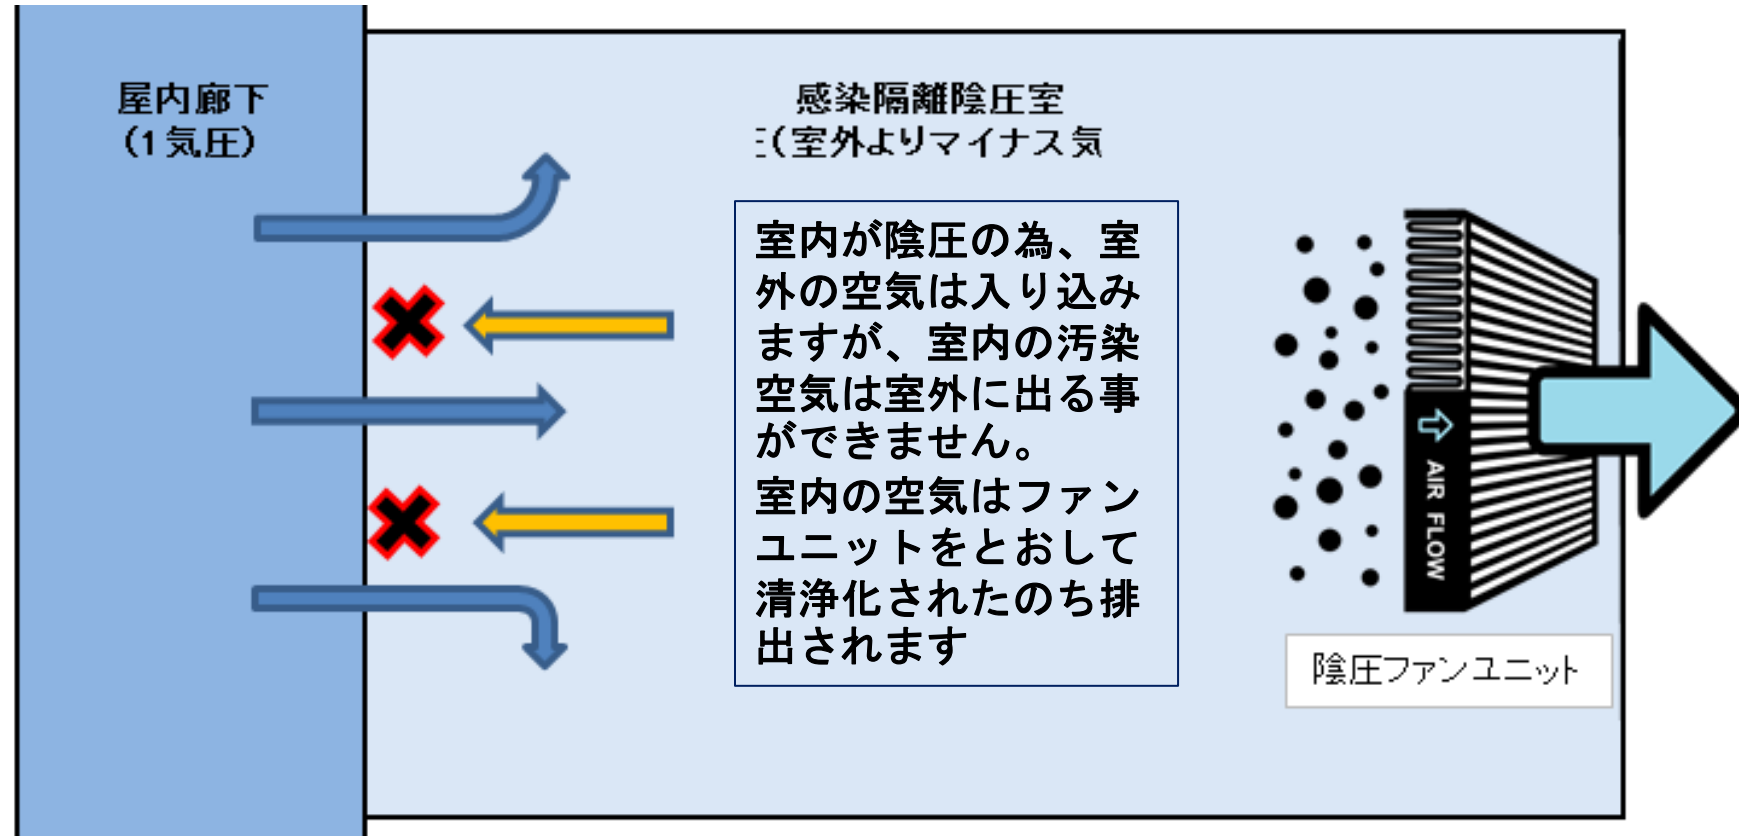 屋内廊下
(1気圧)
感染隔離陰圧室
圧(室外よりマイナス気
室内が陰圧の為、室
外の空気は入り込み
ますが、室内の汚染
空気は室外に出る事
ができません。
室内の空気はファン
ユニットをとおして
清浄化されたのち排
出されます
AIR FLOW
陰圧ファンユニット